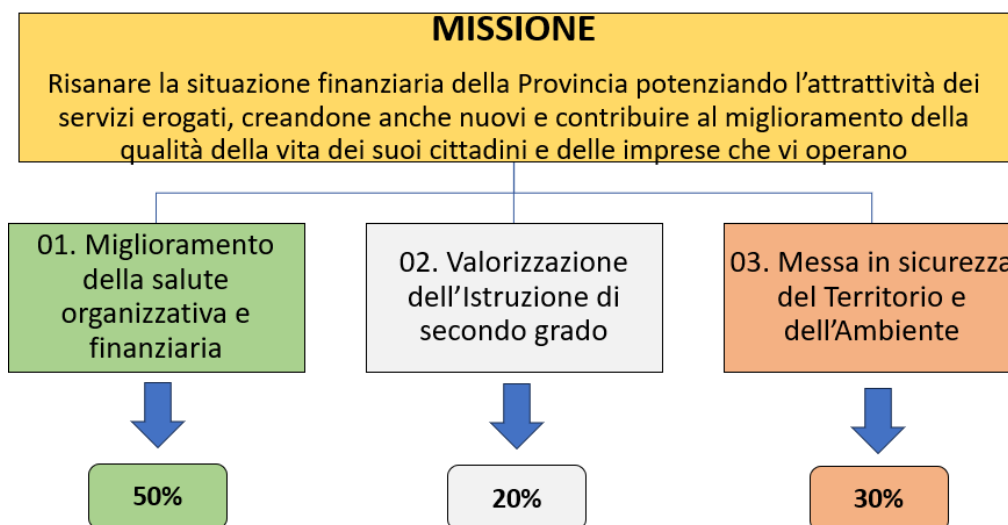 MISSIONE
Risanare la situazione finanziaria della Provincia potenziando l’attrattività dei
servizi erogati, creandone anche nuovi e contribuire al miglioramento della
qualità della vita dei suoi cittadini e delle imprese che vi operano
01. Miglioramento
della salute
organizzativa e
finanziaria
02. Valorizzazione
dell’Istruzione di
secondo grado
03. Messa in sicurezza
del Territorio e
dell’Ambiente
50%
20%
30%